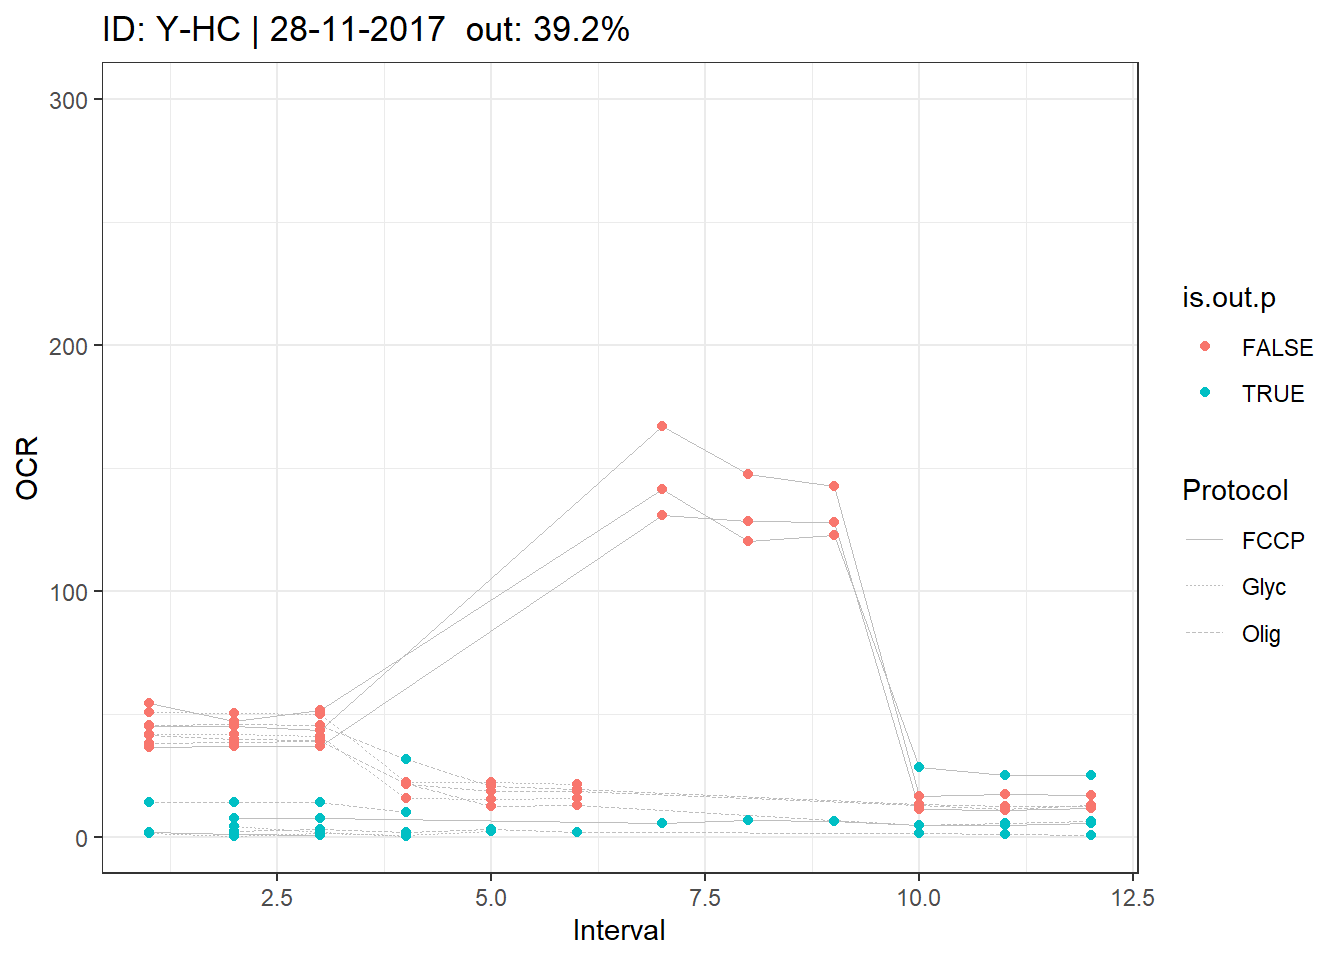 ID: Y-HC | 28-11-2017  out: 39.2%
300
200
100
0
OCR
2.5
5.0
7.5
10.0
12.5
Interval
is.out.p
FALSE
TRUE
Protocol
FCCP
Glyc
Olig